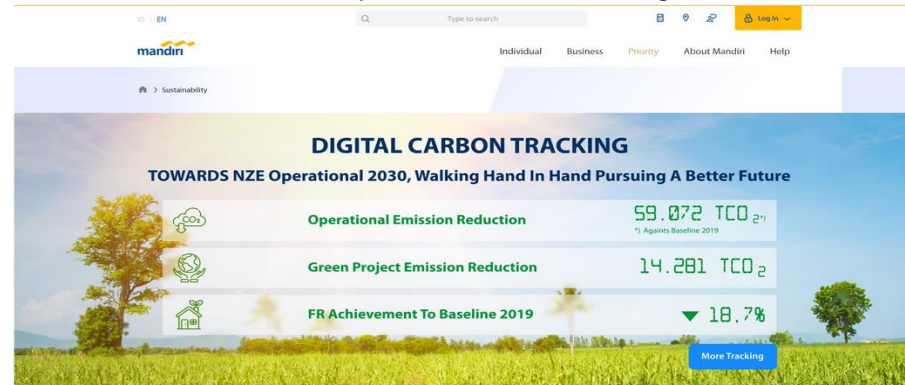 ID | EN
Type to search
Log In
mandiri
Individual Business Priority About Mandiri Help
> Sustainability
DIGITAL CARBON TRACKING
TOWARDS NZE Operational 2030, Walking Hand In Hand Pursuing A Better Future
CO2
Operational Emission Reduction
59.072 TCO2*)
*) Againts Baseline 2019
Green Project Emission Reduction
14.281 TCO2
FR Achievement To Baseline 2019
▼ 18.7%
More Tracking